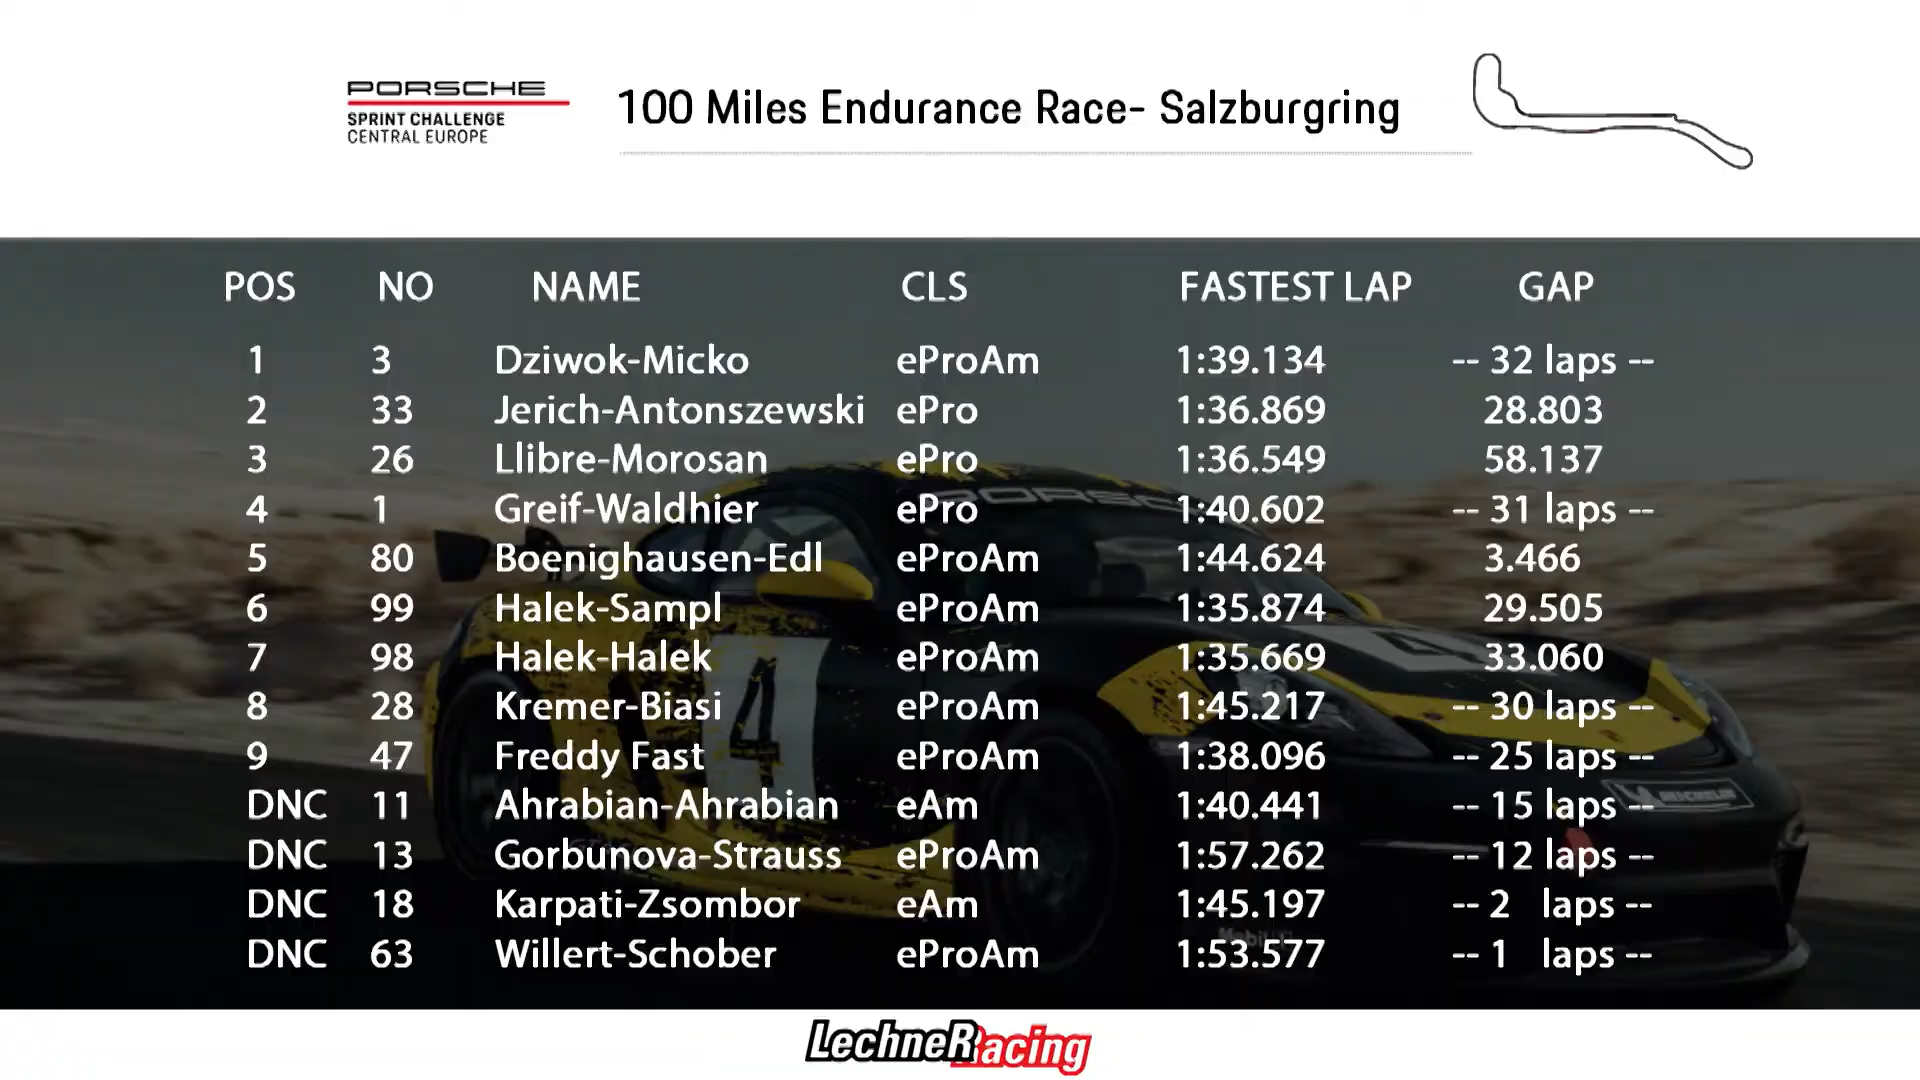 PORSCHE
SPRINT CHALLENGE
CENTRAL EUROPE
100 Miles Endurance Race- Salzburgring
POS NO NAME CLS FASTEST LAP GAP
1 3 Dziwok-Micko eProAm 1:39.134 -- 32 laps --
2 33 Jerich-Antonszewski ePro 1:36.869 28.803
3 26 Llibre-Morosan ePro 1:36.549 58.137
4 1 Greif-Waldhier ePro 1:40.602 -- 31 laps --
5 80 Boenighausen-Edl eProAm 1:44.624 3.466
6 99 Halek-Sampl eProAm 1:35.874 29.505
7 98 Halek-Halek eProAm 1:35.669 33.060
8 28 Kremer-Biasi eProAm 1:45.217 -- 30 laps --
9 47 Freddy Fast eProAm 1:38.096 -- 25 laps --
DNC 11 Ahrabian-Ahrabian eAm 1:40.441 -- 15 laps --
DNC 13 Gorbunova-Strauss eProAm 1:57.262 -- 12 laps --
DNC 18 Karpati-Zsombor eAm 1:45.197 -- 2 laps --
DNC 63 Willert-Schober eProAm 1:53.577 -- 1 laps --
PORSCHE
4
4
MICHELIN
LechneRacing